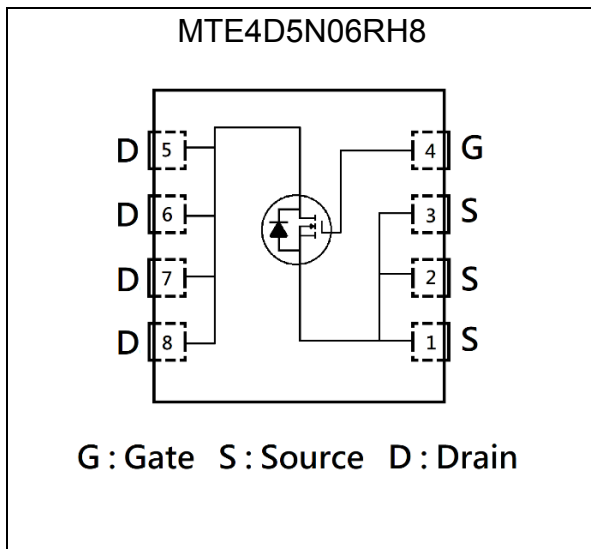 MTE4D5N06RH8
D 5 4 G
D 6 3 S
D 7 2 S
D 8 1 S
G : Gate S : Source D : Drain